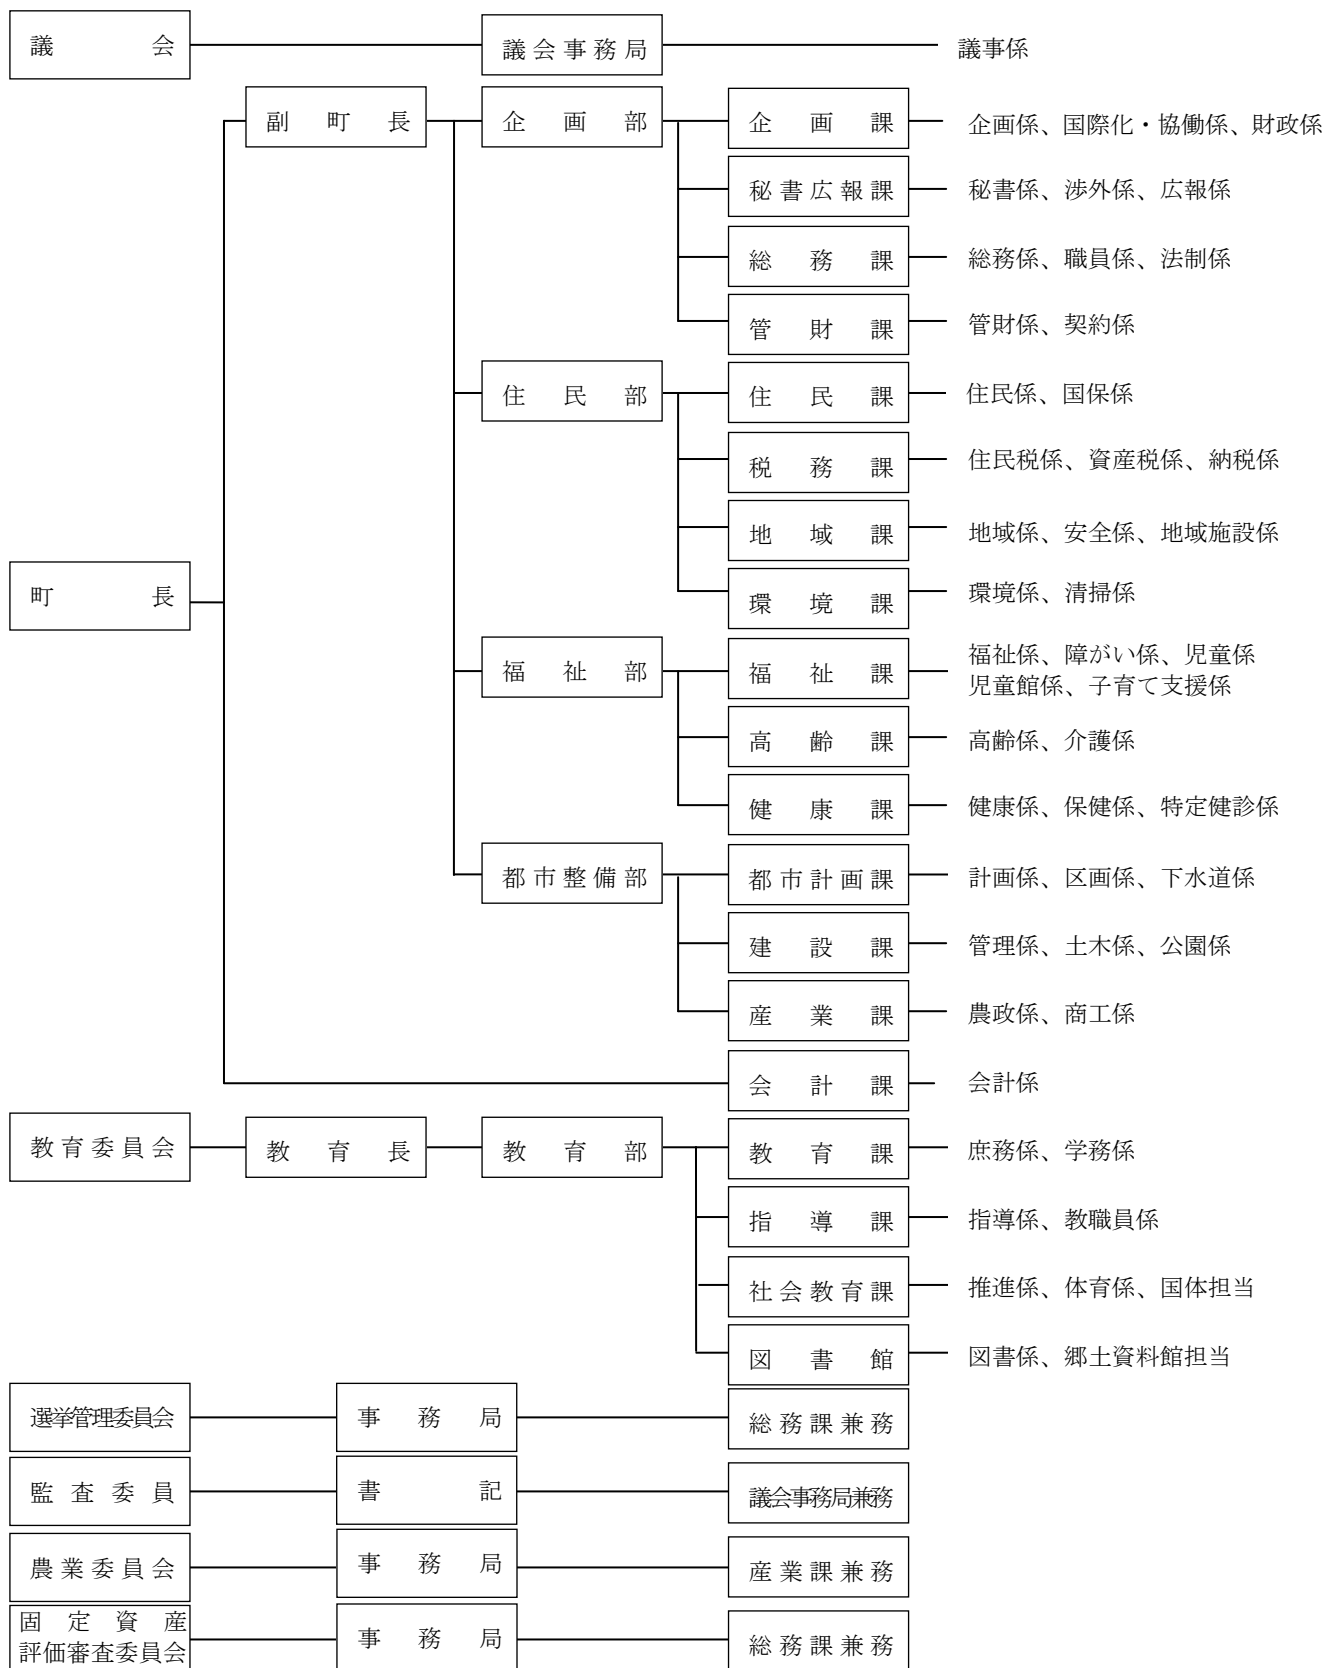 議会 議会事務局 議事係
副町長 企画部 企画課 企画係、国際化・協働係、財政係
秘書広報課 秘書係、渉外係、広報係
総務課 総務係、職員係、法制係
管財課 管財係、契約係
住民部 住民課 住民係、国保係
税務課 住民税係、資産税係、納税係
地域課 地域係、安全係、地域施設係
町長 環境課 環境係、清掃係
福祉部 福祉課 福祉係、障がい係、児童係
児童館係、子育て支援係
高齢課 高齢係、介護係
健康課 健康係、保健係、特定健診係
都市整備部 都市計画課 計画係、区画係、下水道係
建設課 管理係、土木係、公園係
産業課 農政係、商工係
会計課 会計係
教育委員会 教育長 教育部 教育課 庶務係、学務係
指導課 指導係、教職員係
社会教育課 推進係、体育係、国体担当
図書館 図書係、郷土資料館担当
選挙管理委員会 事務局 総務課兼務
監査委員 書記 議会事務局兼務
農業委員会 事務局 産業課兼務
固定資産
評価審査委員会 事務局 総務課兼務